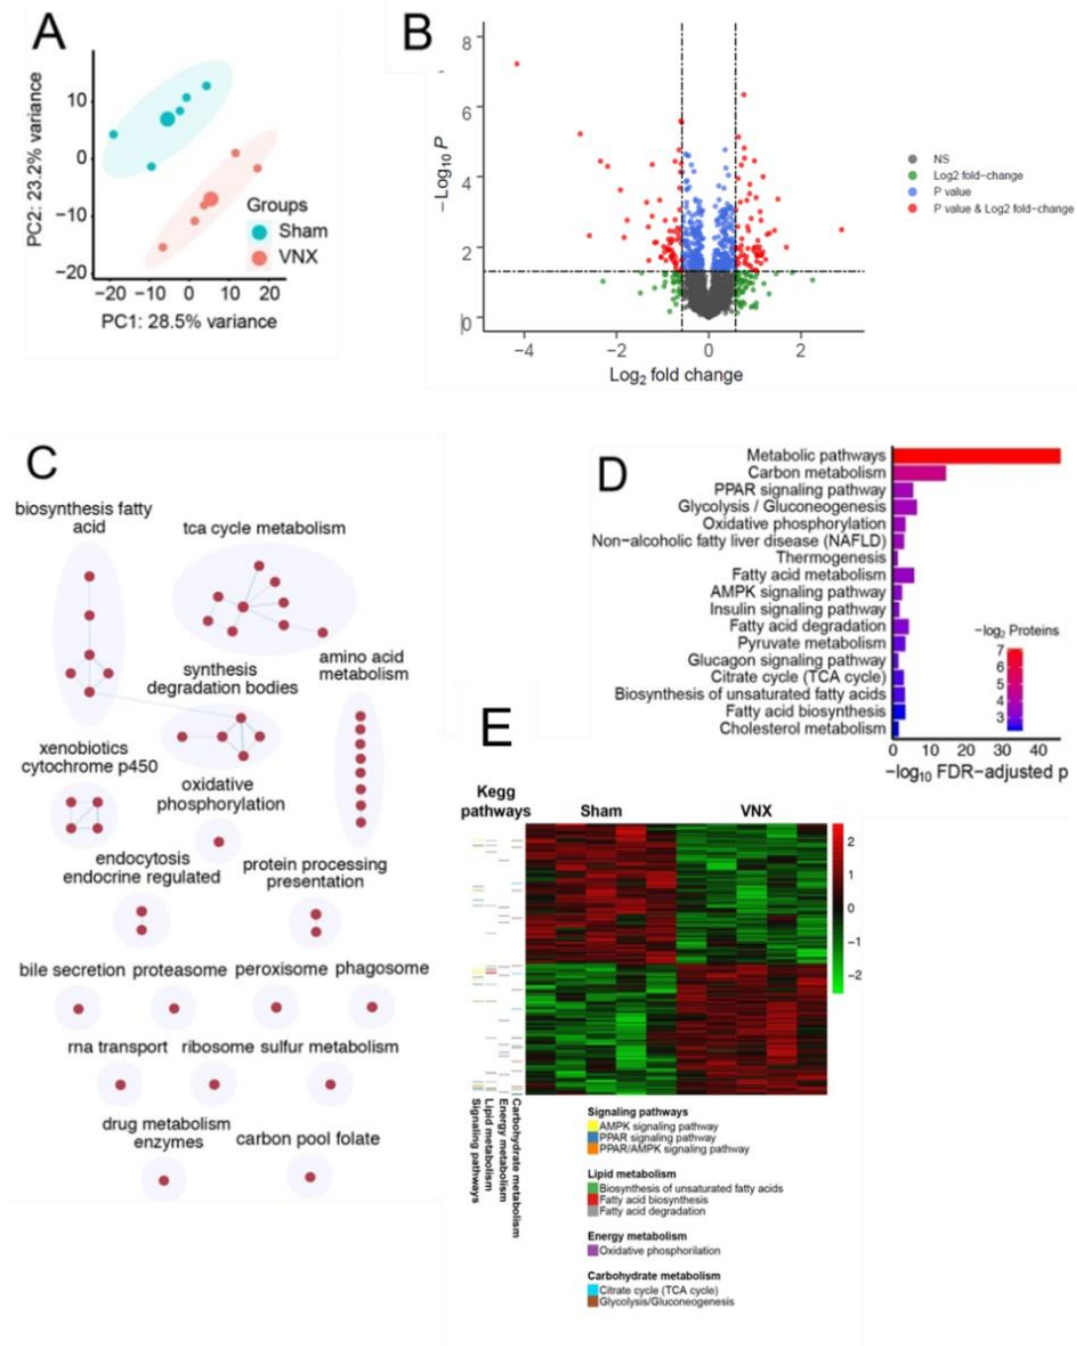 A
PC2: 23.2% variance
10
0
−10
−20
−20 −10 0 10 20
PC1: 28.5% variance
Groups
Sham
VNX
B
−Log10 P
8
6
4
2
0
−4 −2 0 2
Log2 fold change
NS
Log2 fold−change
P value
P value & Log2 fold−change
C
biosynthesis fatty
acid
tca cycle metabolism
synthesis
degradation bodies
amino acid
metabolism
xenobiotics
cytochrome p450
oxidative
phosphorylation
endocytosis
endocrine regulated
protein processing
presentation
bile secretion proteasome peroxisome phagosome
rna transport ribosome sulfur metabolism
drug metabolism
enzymes
carbon pool folate
D
Metabolic pathways
Carbon metabolism
PPAR signaling pathway
Glycolysis / Gluconeogenesis
Oxidative phosphorylation
Non−alcoholic fatty liver disease (NAFLD)
Thermogenesis
Fatty acid metabolism
AMPK signaling pathway
Insulin signaling pathway
Fatty acid degradation
Pyruvate metabolism
Glucagon signaling pathway
Citrate cycle (TCA cycle)
Biosynthesis of unsaturated fatty acids
Fatty acid biosynthesis
Cholesterol metabolism
0 10 20 30 40
−log10 FDR−adjusted p
−log2 Proteins
7
6
5
4
3
E
Kegg
pathways
Sham
VNX
2
1
0
−1
−2
Signaling pathways
Lipid metabolism
Energy metabolism
Carbohydrate metabolism
Signaling pathways
AMPK signaling pathway
PPAR signaling pathway
PPAR/AMPK signaling pathway
Lipid metabolism
Biosynthesis of unsaturated fatty acids
Fatty acid biosynthesis
Fatty acid degradation
Energy metabolism
Oxidative phosphorilation
Carbohydrate metabolism
Citrate cycle (TCA cycle)
Glycolysis/Gluconeogenesis